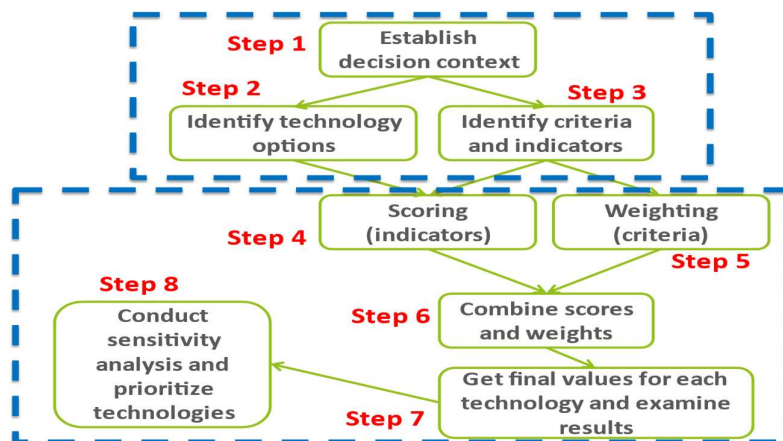 Step 1
Establish
decision context
Step 2
Step 3
Identify technology
options
Identify criteria
and indicators
Scoring
(indicators)
Weighting
(criteria)
Step 4
Step 5
Step 8
Step 6
Combine scores
and weights
Conduct
sensitivity
analysis and
prioritize
technologies
Get final values for each
technology and examine
results
Step 7